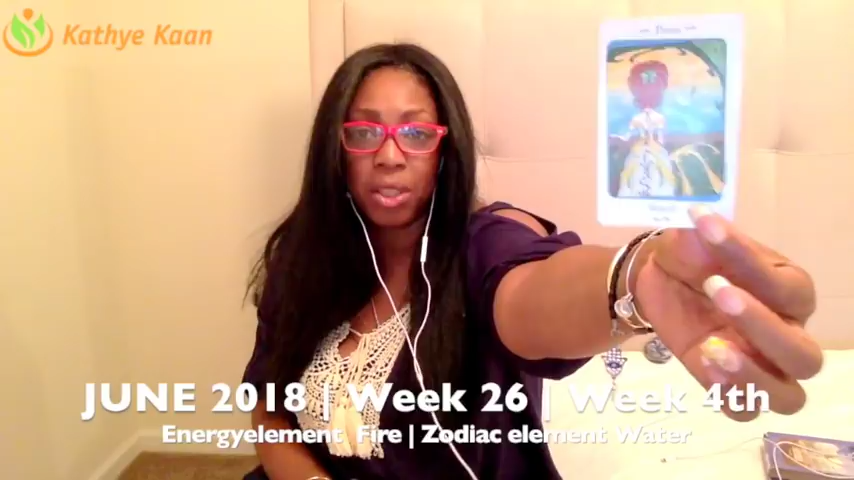 Kathye Kaan
JUNE 2018 | Week 26 | Week 4th
Energyelement Fire | Zodiac element Water